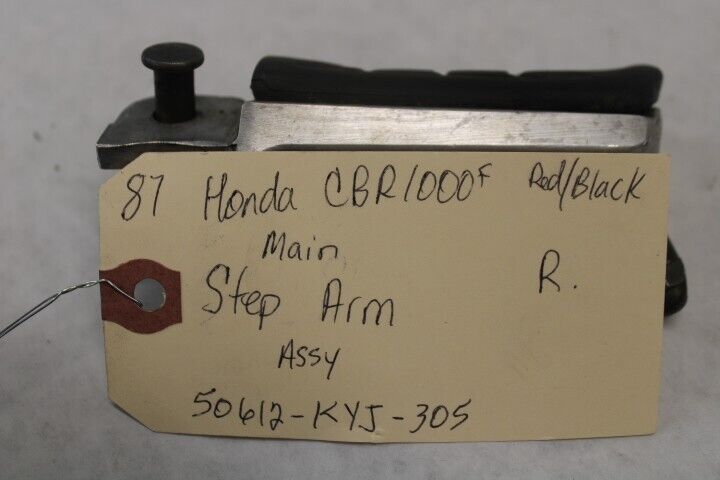 87 Honda CBR1000F Red/Black
Main
Step Arm R.
Assy
50612-KYJ-305